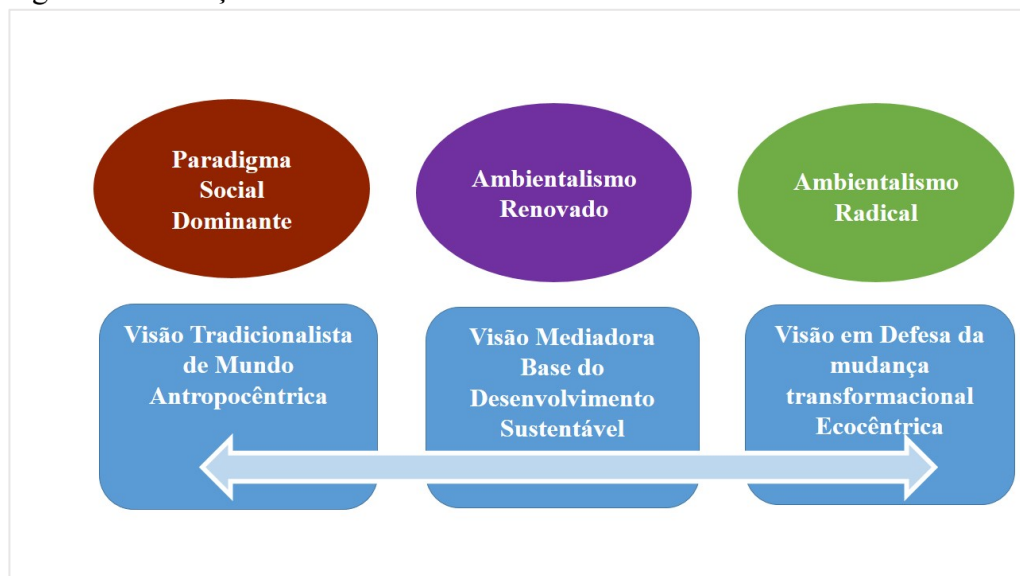 Paradigma
Social
Dominante
Ambientalismo
Renovado
Ambientalismo
Radical
Visão Tradicionalista
de Mundo
Antropocêntrica
Visão Mediadora
Base do
Desenvolvimento
Sustentável
Visão em Defesa da
mudança
transformacional
Ecocêntrica